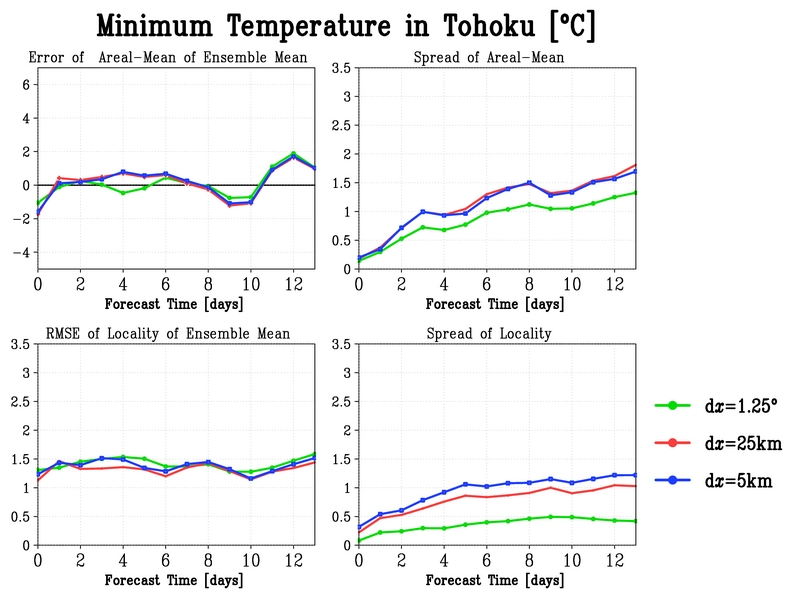 Minimum Temperature in Tohoku [°C]
Error of Areal-Mean of Ensemble Mean
6
4
2
0
-2
-4
0 2 4 6 8 10 12
Forecast Time [days]
Spread of Areal-Mean
3.5
3
2.5
2
1.5
1
0.5
0
0 2 4 6 8 10 12
Forecast Time [days]
RMSE of Locality of Ensemble Mean
3.5
3
2.5
2
1.5
1
0.5
0
0 2 4 6 8 10 12
Forecast Time [days]
Spread of Locality
3.5
3
2.5
2
1.5
1
0.5
0
0 2 4 6 8 10 12
Forecast Time [days]
dx=1.25°
dx=25km
dx=5km